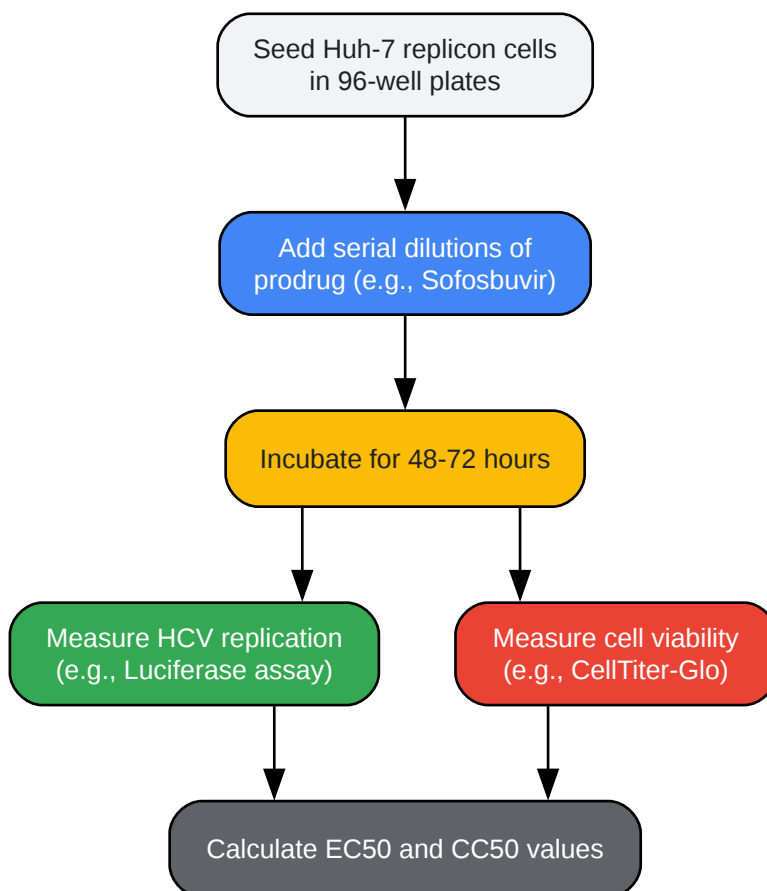 Seed Huh-7 replicon cells
in 96-well plates
Add serial dilutions of
prodrug (e.g., Sofosbuvir)
Incubate for 48-72 hours
Measure HCV replication
(e.g., Luciferase assay)
Measure cell viability
(e.g., CellTiter-Glo)
Calculate EC50 and CC50 values